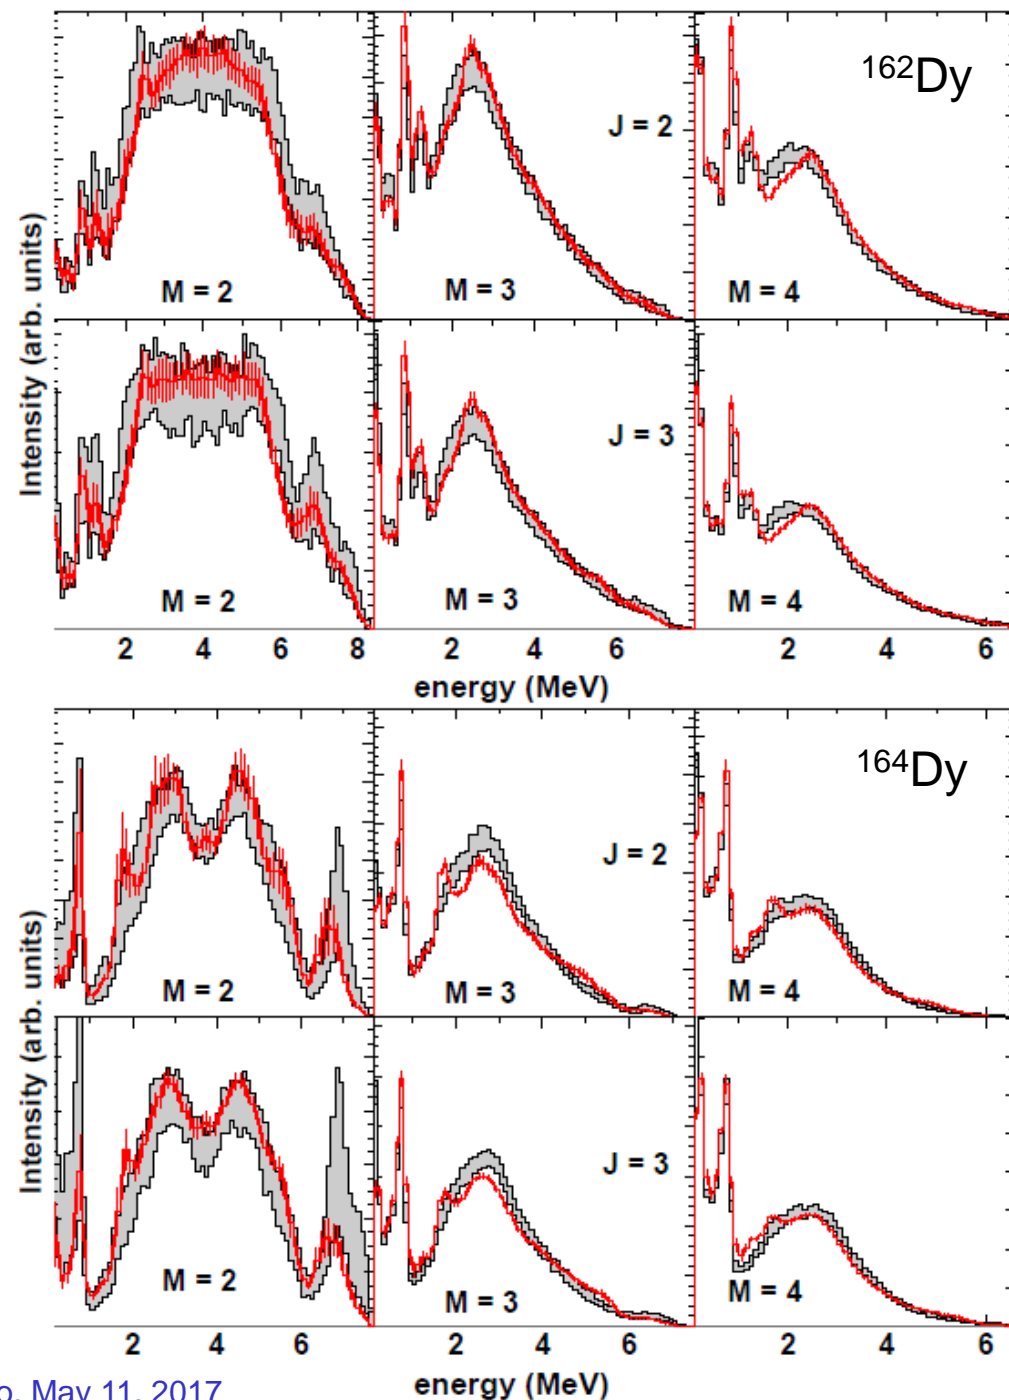 ¹⁶²Dy
J = 2
Intensity (arb. units)
M = 2
M = 3
M = 4
J = 3
M = 2
M = 3
M = 4
2 4 6 8 2 4 6 2 4 6
energy (MeV)
¹⁶⁴Dy
J = 2
Intensity (arb. units)
M = 2
M = 3
M = 4
J = 3
M = 2
M = 3
M = 4
2 4 6 2 4 6 2 4 6
energy (MeV)
May 11, 2017